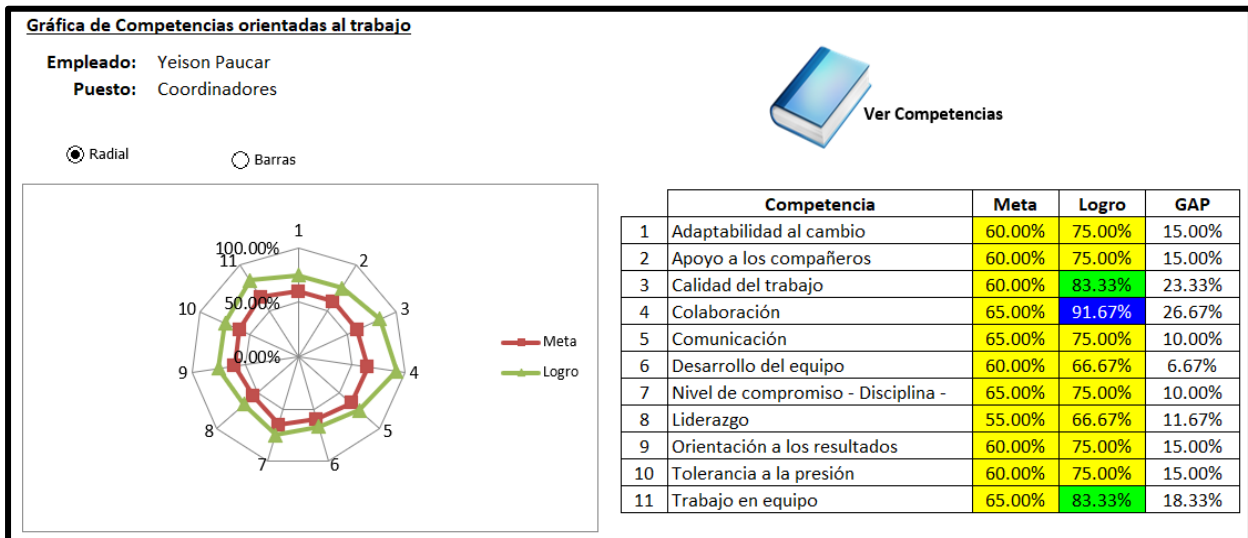 Gráfica de Competencias orientadas al trabajo
Empleado: Yeison Paucar
Puesto: Coordinadores
Ver Competencias
Radial
Barras
1
100.00%
11
2
50.00%
10
3
0.00%
9
4
8
5
7
6
Meta
Logro
Competencia Meta Logro GAP
1 Adaptabilidad al cambio 60.00% 75.00% 15.00%
2 Apoyo a los compañeros 60.00% 75.00% 15.00%
3 Calidad del trabajo 60.00% 83.33% 23.33%
4 Colaboración 65.00% 91.67% 26.67%
5 Comunicación 65.00% 75.00% 10.00%
6 Desarrollo del equipo 60.00% 66.67% 6.67%
7 Nivel de compromiso - Disciplina - 65.00% 75.00% 10.00%
8 Liderazgo 55.00% 66.67% 11.67%
9 Orientación a los resultados 60.00% 75.00% 15.00%
10 Tolerancia a la presión 60.00% 75.00% 15.00%
11 Trabajo en equipo 65.00% 83.33% 18.33%